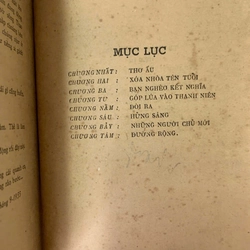 MỤC LỤC
CHƯƠNG NHẤT : THƠ ẤU
CHƯƠNG HAI : XÓA NHÒA TÊN TUỔI
CHƯƠNG BA : BẠN NGHÈO KẾT NGHĨA
CHƯƠNG TƯ : GÓP LỬA VÀO THANH NIÊN
CHƯƠNG NĂM : ĐÓI RA
CHƯƠNG SÁU : HỪNG SÁNG
CHƯƠNG BẢY : NHỮNG NGƯỜI CHỦ MỚI
CHƯƠNG TÁM : ĐƯỜNG RỘNG.